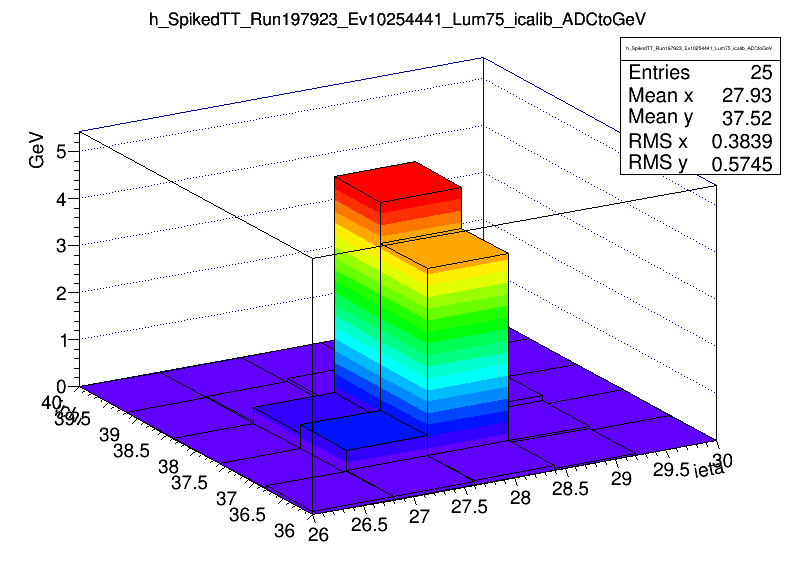 h_SpikedTT_Run197923_Ev10254441_Lum75_icalib_ADCtoGeV
h_SpikedTT_Run197923_Ev10254441_Lum75_icalib_ADCtoGeV
Entries 25
Mean x 27.93
Mean y 37.52
RMS x 0.3839
RMS y 0.5745
GeV
5
4
3
2
1
0
40
39.5
39
38.5
38
37.5
37
36.5
36
26
26.5
27
27.5
28
28.5
29
29.5
30
ieta